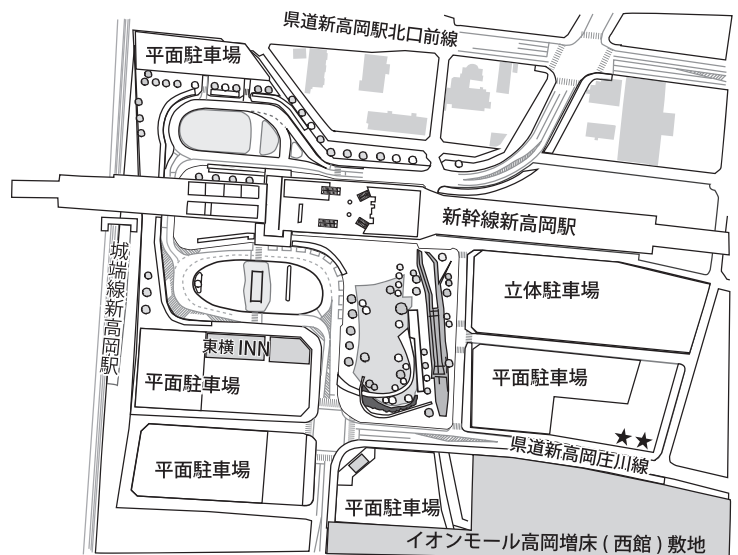 県道新高岡駅北口前線
平面駐車場
新幹線新高岡駅
城端線新高岡駅
立体駐車場
東横 INN
平面駐車場
平面駐車場
★★
県道新高岡庄川線
平面駐車場
平面駐車場
イオンモール高岡増床 ( 西館 ) 敷地